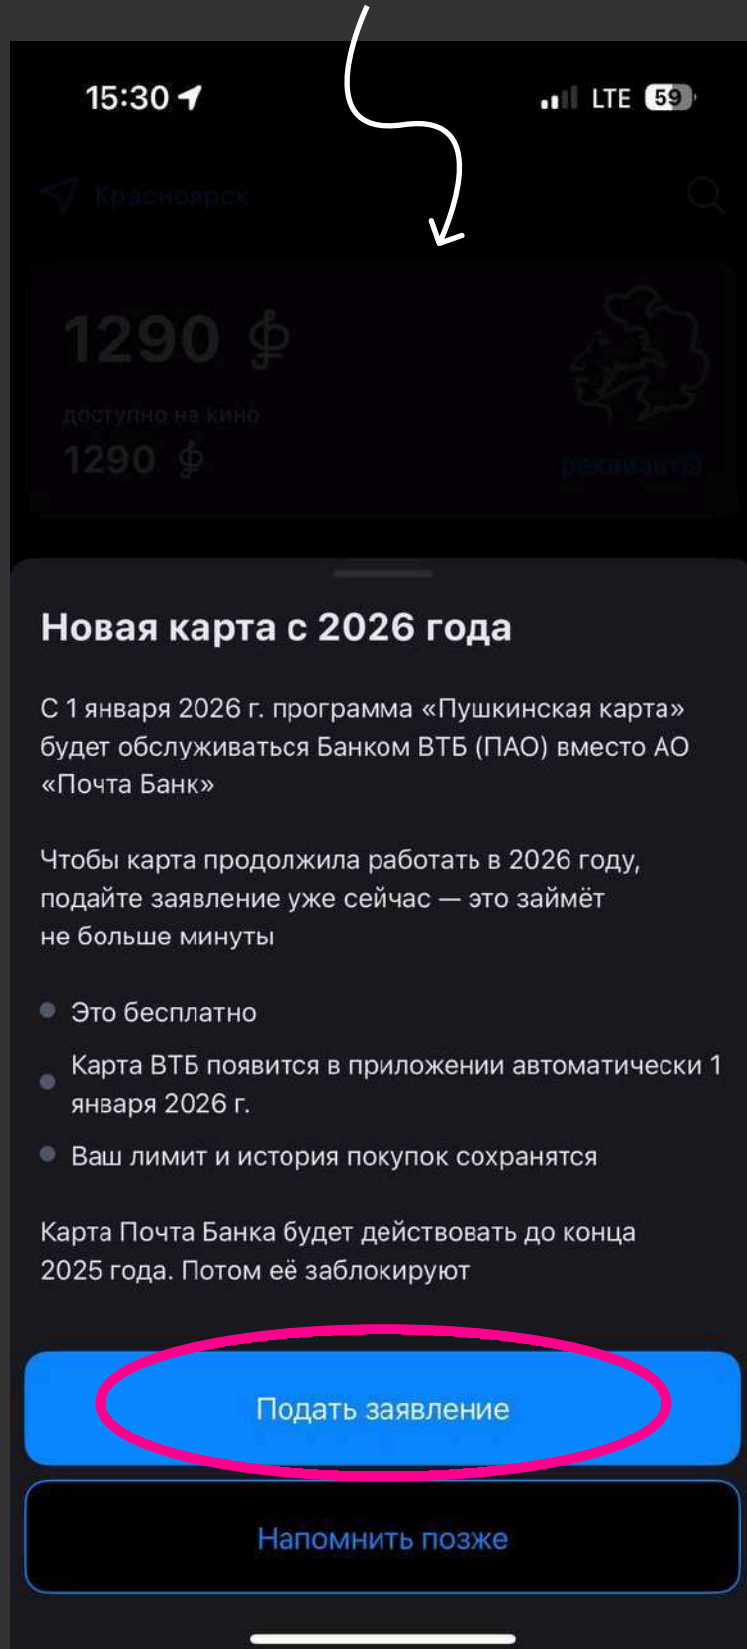 15:30
LTE 59
Красноярск
1290
доступно на кино
1290
реквизиты
Новая карта с 2026 года
С 1 января 2026 г. программа «Пушкинская карта»
будет обслуживаться Банком ВТБ (ПАО) вместо АО
«Почта Банк»
Чтобы карта продолжила работать в 2026 году,
подайте заявление уже сейчас — это займёт
не больше минуты
Это бесплатно
Карта ВТБ появится в приложении автоматически 1
января 2026 г.
Ваш лимит и история покупок сохранятся
Карта Почта Банка будет действовать до конца
2025 года. Потом её заблокируют
Подать заявление
Напомнить позже